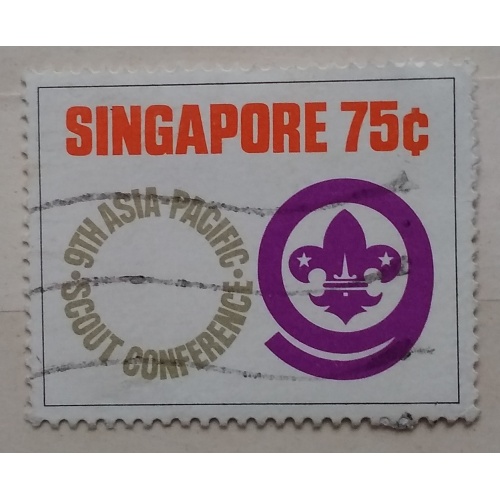 SINGAPORE 75¢
·9TH ASIA-PACIFIC·
SCOUT CONFERENCE